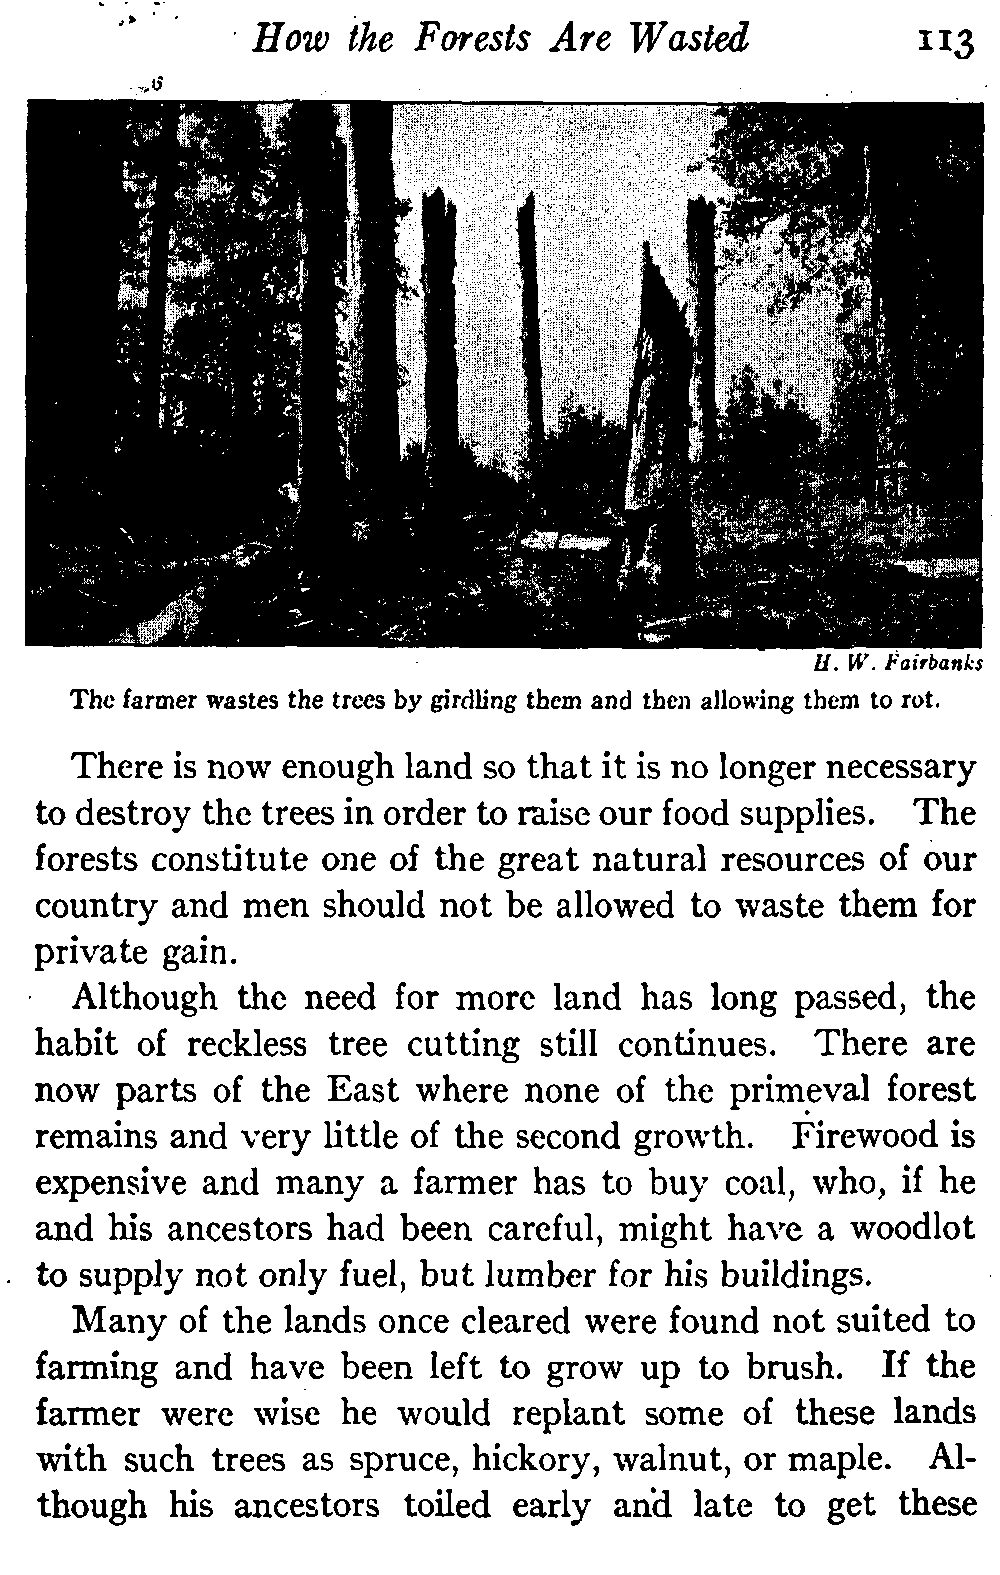 How the Forests Are Wasted 113
H. W. Fairbanks
The farmer wastes the trees by girdling them and then allowing them to rot.
There is now enough land so that it is no longer necessary
to destroy the trees in order to raise our food supplies. The
forests constitute one of the great natural resources of our
country and men should not be allowed to waste them for
private gain.
Although the need for more land has long passed, the
habit of reckless tree cutting still continues. There are
now parts of the East where none of the primeval forest
remains and very little of the second growth. Firewood is
expensive and many a farmer has to buy coal, who, if he
and his ancestors had been careful, might have a woodlot
to supply not only fuel, but lumber for his buildings.
Many of the lands once cleared were found not suited to
farming and have been left to grow up to brush. If the
farmer were wise he would replant some of these lands
with such trees as spruce, hickory, walnut, or maple. Al-
though his ancestors toiled early and late to get these